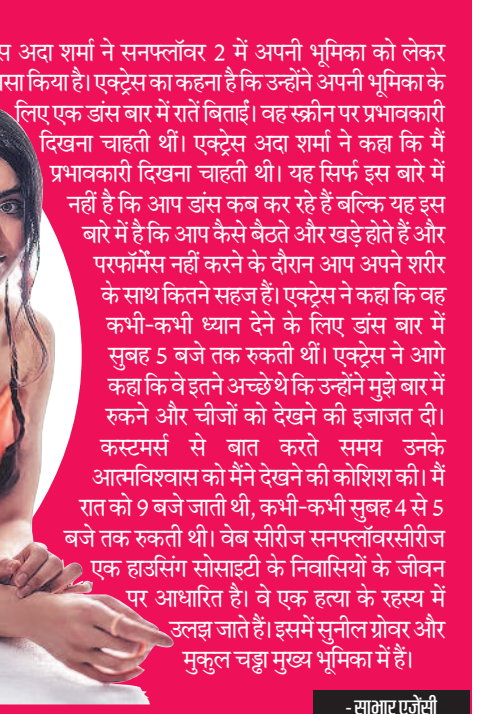 अदा शर्मा ने सनफ्लॉवर 2 में अपनी भूमिका को लेकर
किया है। एक्ट्रेस का कहना है कि उन्होंने अपनी भूमिका के
लिए एक डांस बार में रातें बिताईं। वह स्क्रीन पर प्रभावकारी
दिखना चाहती थीं। एक्ट्रेस अदा शर्मा ने कहा कि मैं
प्रभावकारी दिखना चाहती थी। यह सिर्फ इस बारे में
नहीं है कि आप डांस कब कर रहे हैं बल्कि यह इस
बारे में है कि आप कैसे बैठते और खड़े होते हैं और
परफॉर्मेंस नहीं करने के दौरान आप अपने शरीर
के साथ कितने सहज हैं। एक्ट्रेस ने कहा कि वह
कभी-कभी ध्यान देने के लिए डांस बार में
सुबह 5 बजे तक रुकती थीं। एक्ट्रेस ने आगे
कहा कि वे इतने अच्छे थे कि उन्होंने मुझे बार में
रुकने और चीजों को देखने की इजाजत दी।
कस्टमर्स से बात करते समय उनके
आत्मविश्वास को मैंने देखने की कोशिश की। मैं
रात को 9 बजे जाती थी, कभी-कभी सुबह 4 से 5
बजे तक रुकती थी। वेब सीरीज सनफ्लॉवरसीरीज
एक हाउसिंग सोसाइटी के निवासियों के जीवन
पर आधारित है। वे एक हत्या के रहस्य में
उलझ जाते हैं। इसमें सुनील ग्रोवर और
मुकुल चड्ढा मुख्य भूमिका में हैं।
- साभार एजेंसी